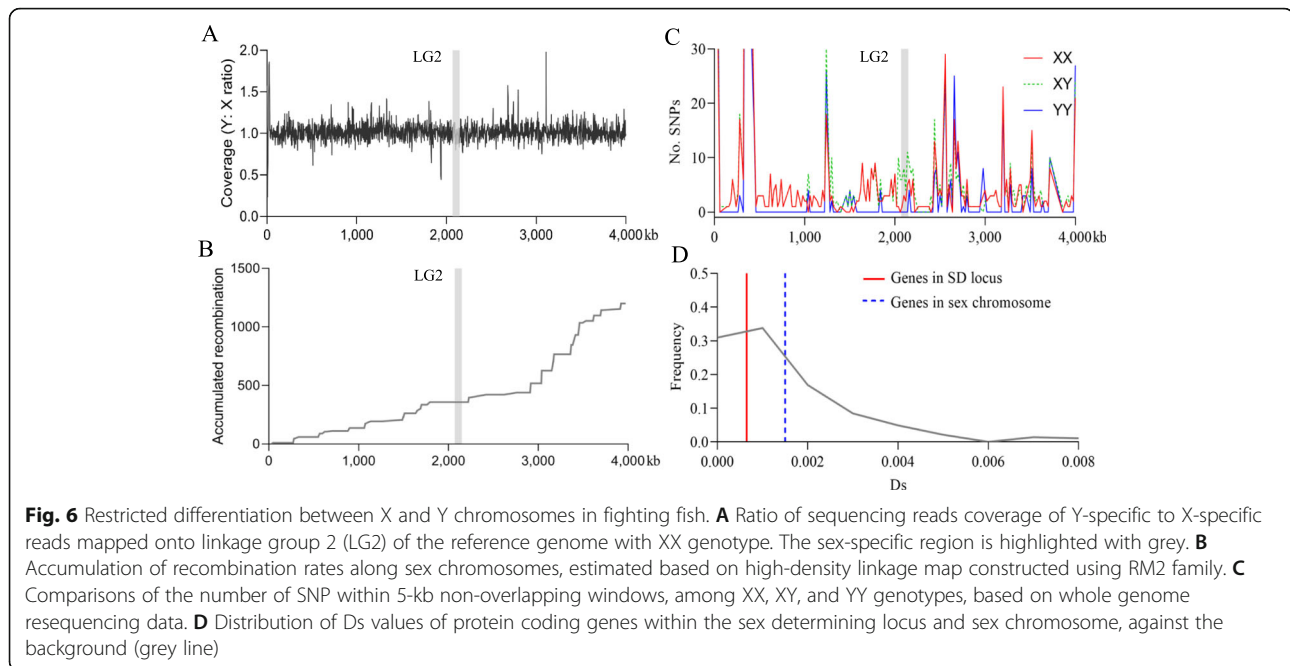 A
LG2
Coverage (Y: X ratio)
2.0
1.5
1.0
0.5
0.0
0
1,000
2,000
3,000
4,000 kb
B
LG2
Accumulated recombination
1500
1000
500
0
0
1,000
2,000
3,000
4,000 kb
C
LG2
No. SNPs
30
20
10
0
XX
XY
YY
0
1,000
2,000
3,000
4,000 kb
D
Frequency
0.5
0.4
0.3
0.2
0.1
0.0
Genes in SD locus
Genes in sex chromosome
0.000
0.002
0.004
0.006
0.008
Ds
Fig. 6 Restricted differentiation between X and Y chromosomes in fighting fish. A Ratio of sequencing reads coverage of Y-specific to X-specific
reads mapped onto linkage group 2 (LG2) of the reference genome with XX genotype. The sex-specific region is highlighted with grey. B
Accumulation of recombination rates along sex chromosomes, estimated based on high-density linkage map constructed using RM2 family. C
Comparisons of the number of SNP within 5-kb non-overlapping windows, among XX, XY, and YY genotypes, based on whole genome
resequencing data. D Distribution of Ds values of protein coding genes within the sex determining locus and sex chromosome, against the
background (grey line)